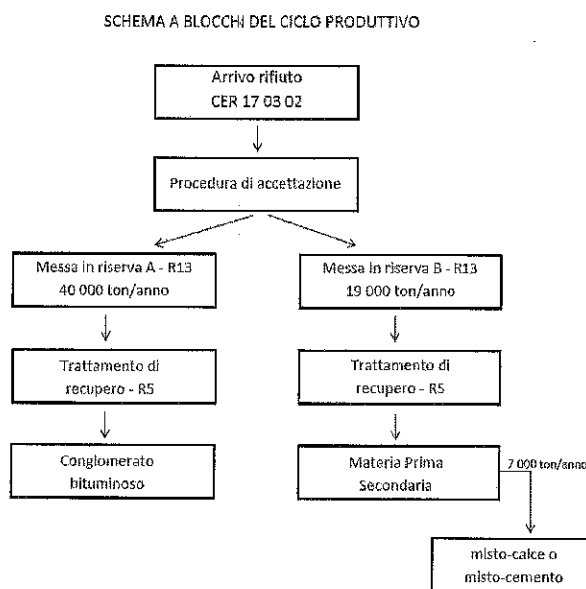 SCHEMA A BLOCCHI DEL CICLO PRODUTTIVO
Arrivo rifiuto
CER 17 03 02
Procedura di accettazione
Messa in riserva A - R13
40 000 ton/anno
Messa in riserva B - R13
19 000 ton/anno
Trattamento di
recupero - R5
Trattamento di
recupero - R5
Conglomerato
bituminoso
Materia Prima
Secondaria
7 000 ton/anno
misto-calce o
misto-cemento